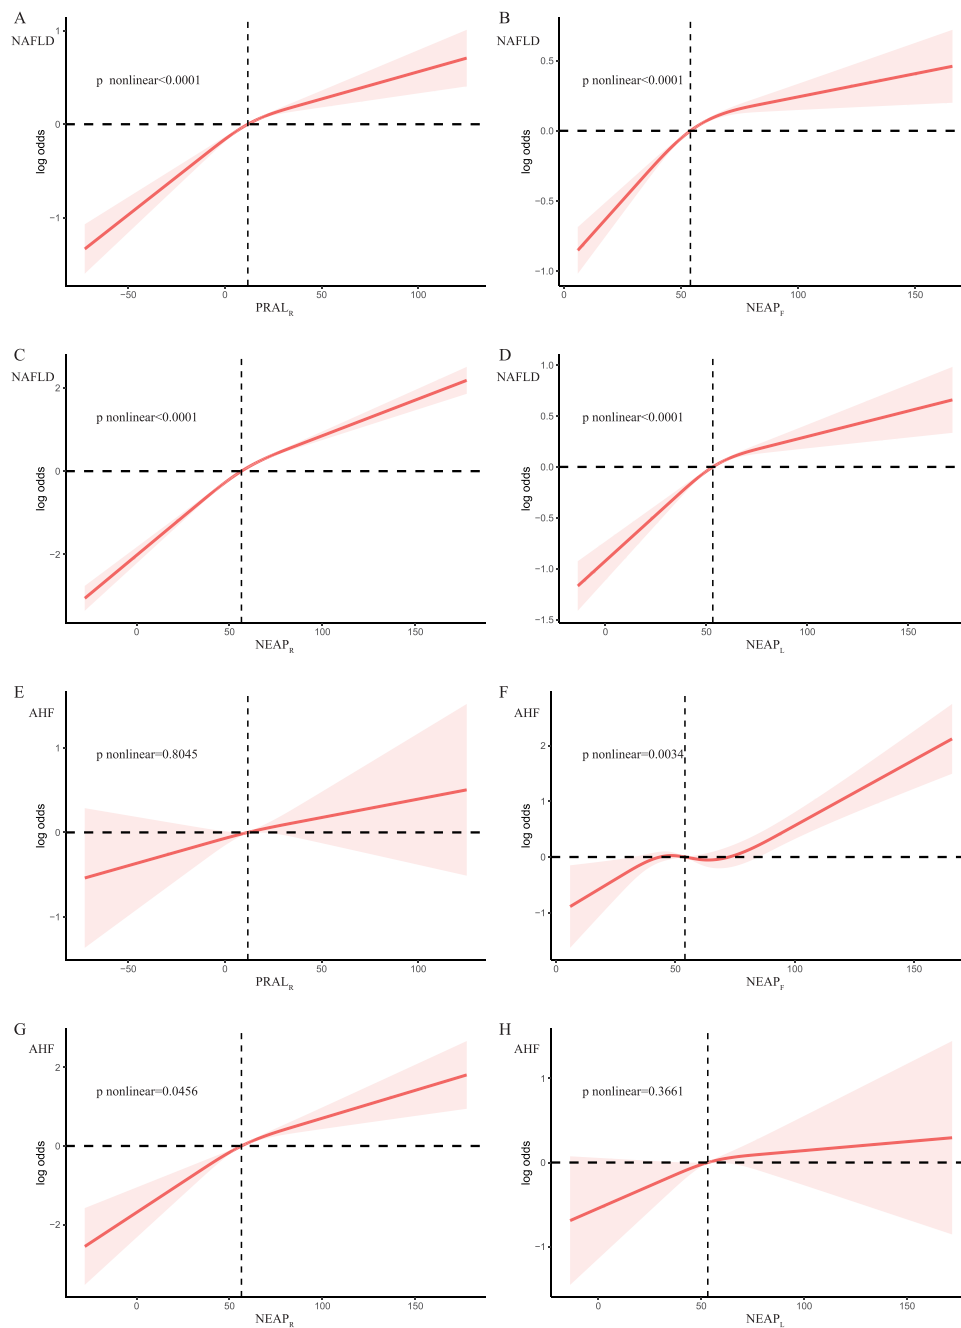 A
NAFLD
p nonlinear<0.0001
log odds
1
0
−1
−50
0
50
100
PRALR
B
NAFLD
p nonlinear<0.0001
log odds
0.5
0.0
−0.5
−1.0
0
50
100
150
NEAPF
C
NAFLD
p nonlinear<0.0001
log odds
2
0
−2
0
50
100
150
NEAPR
D
NAFLD
p nonlinear<0.0001
log odds
1.0
0.5
0.0
−0.5
−1.0
−1.5
0
50
100
150
NEAPL
E
AHF
p nonlinear=0.8045
log odds
1
0
−1
−50
0
50
100
PRALR
F
AHF
p nonlinear=0.0034
log odds
2
1
0
−1
0
50
100
150
NEAPF
G
AHF
p nonlinear=0.0456
log odds
2
0
−2
0
50
100
150
NEAPR
H
AHF
p nonlinear=0.3661
log odds
1
0
−1
0
50
100
150
NEAPL